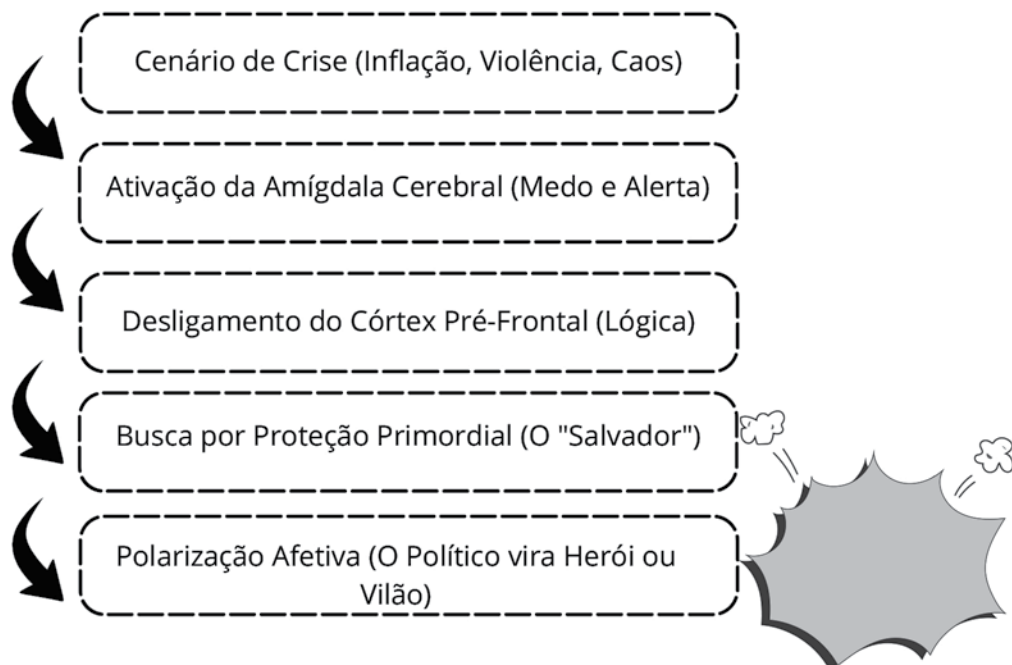 Cenário de Crise (Inflação, Violência, Caos)
Ativação da Amígdala Cerebral (Medo e Alerta)
Desligamento do Córtex Pré-Frontal (Lógica)
Busca por Proteção Primordial (O "Salvador")
Polarização Afetiva (O Político vira Herói ou
Vilão)